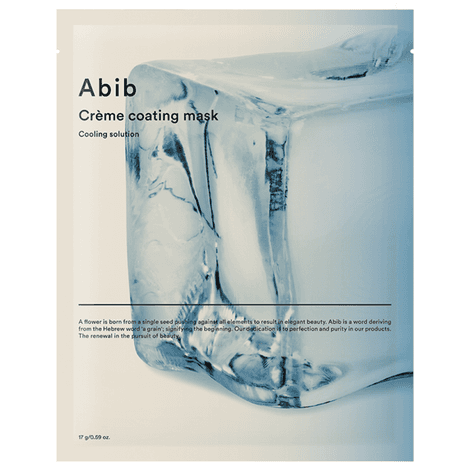 Abib
Crème coating mask
Cooling solution
A flower is born from a single seed pushing against all elements to result in elegant beauty. Abib is a word deriving
from the Hebrew word 'a grain'; signifying the beginning. Our dedication is to perfection and purity in our products.
The renewal in the pursuit of beauty.
17 g/0.59 oz.